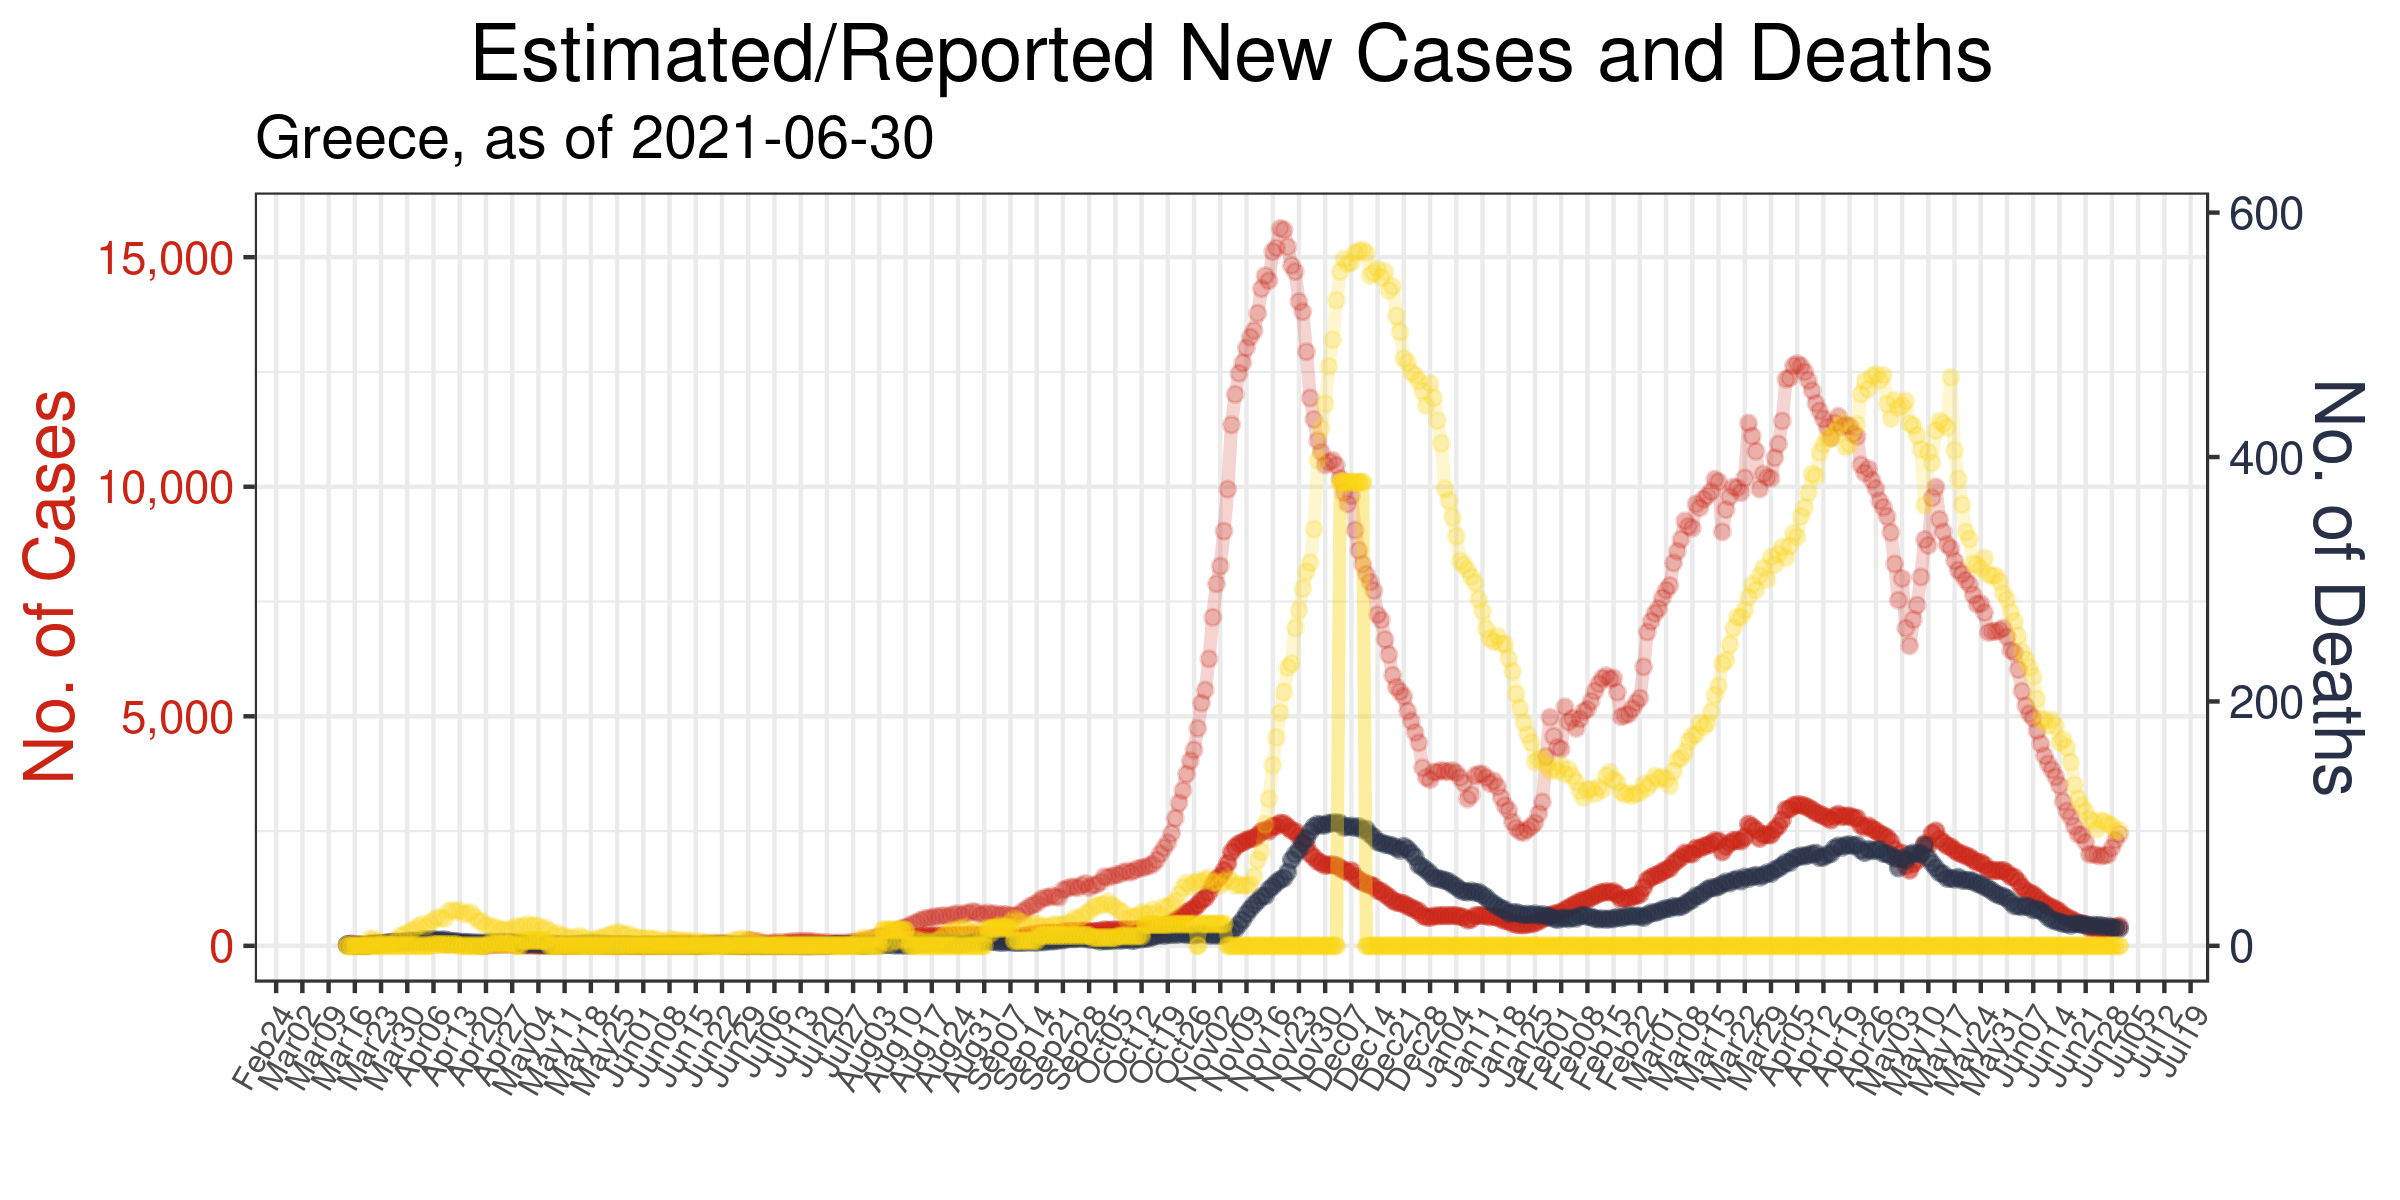 Estimated/Reported New Cases and Deaths
Greece, as of 2021-06-30
No. of Cases
15,000
10,000
5,000
0
600
400
200
0
No. of Deaths
Feb24
Mar02
Mar09
Mar16
Mar23
Mar30
Apr06
Apr13
Apr20
Apr27
May04
May11
May18
May25
Jun01
Jun08
Jun15
Jun22
Jun29
Jul06
Jul13
Jul20
Jul27
Aug03
Aug10
Aug17
Aug24
Aug31
Sep07
Sep14
Sep21
Sep28
Oct05
Oct12
Oct19
Oct26
Nov02
Nov09
Nov16
Nov23
Nov30
Dec07
Dec14
Dec21
Dec28
Jan04
Jan11
Jan18
Jan25
Feb01
Feb08
Feb15
Feb22
Mar01
Mar08
Mar15
Mar22
Mar29
Apr05
Apr12
Apr19
Apr26
May03
May10
May17
May24
May31
Jun07
Jun14
Jun21
Jun28
Jul05
Jul12
Jul19